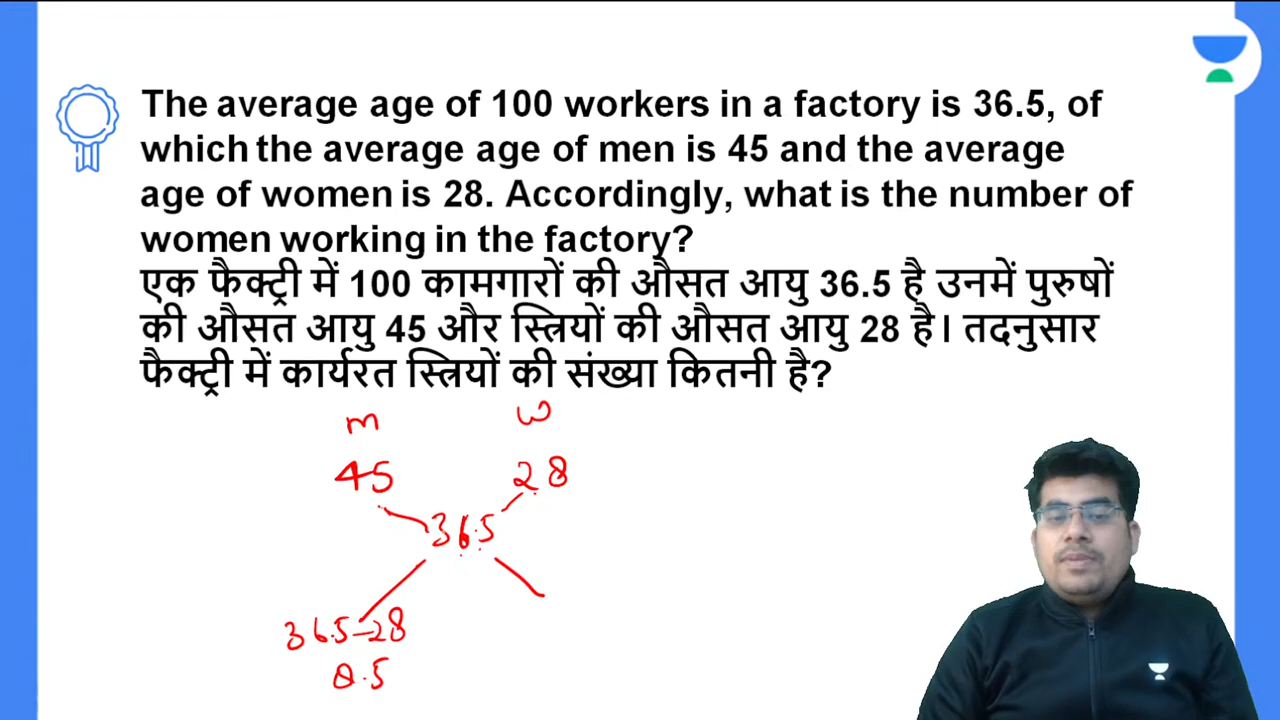 The average age of 100 workers in a factory is 36.5, of
which the average age of men is 45 and the average
age of women is 28. Accordingly, what is the number of
women working in the factory?
एक फैक्ट्री में 100 कामगारों की औसत आयु 36.5 है उनमें पुरुषों
की औसत आयु 45 और स्त्रियों की औसत आयु 28 है। तदनुसार
फैक्ट्री में कार्यरत स्त्रियों की संख्या कितनी है?
m w
45 28
36.5
36.5-28
8.5